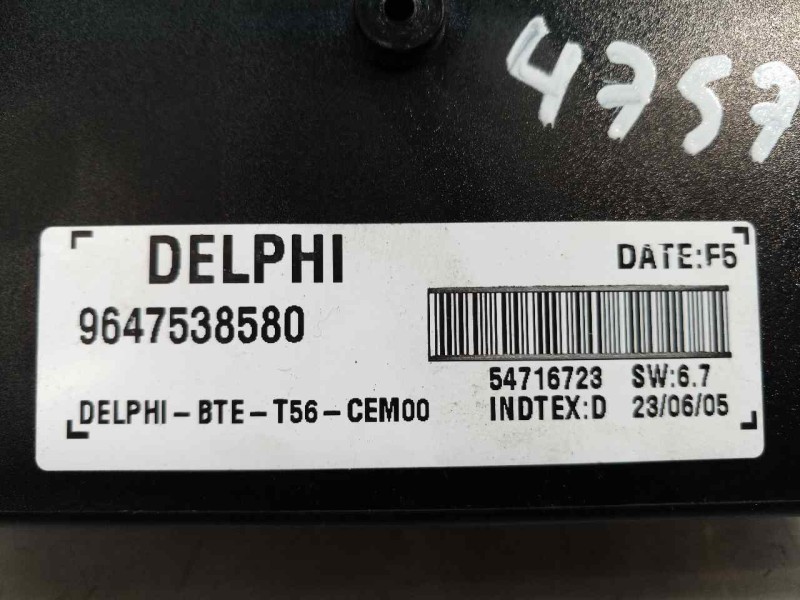 4757
DELPHI
DATE:F5
9647538580
54716723 SW:6.7
DELPHI-BTE-T56-CEM00
INDTEX:D 23/06/05